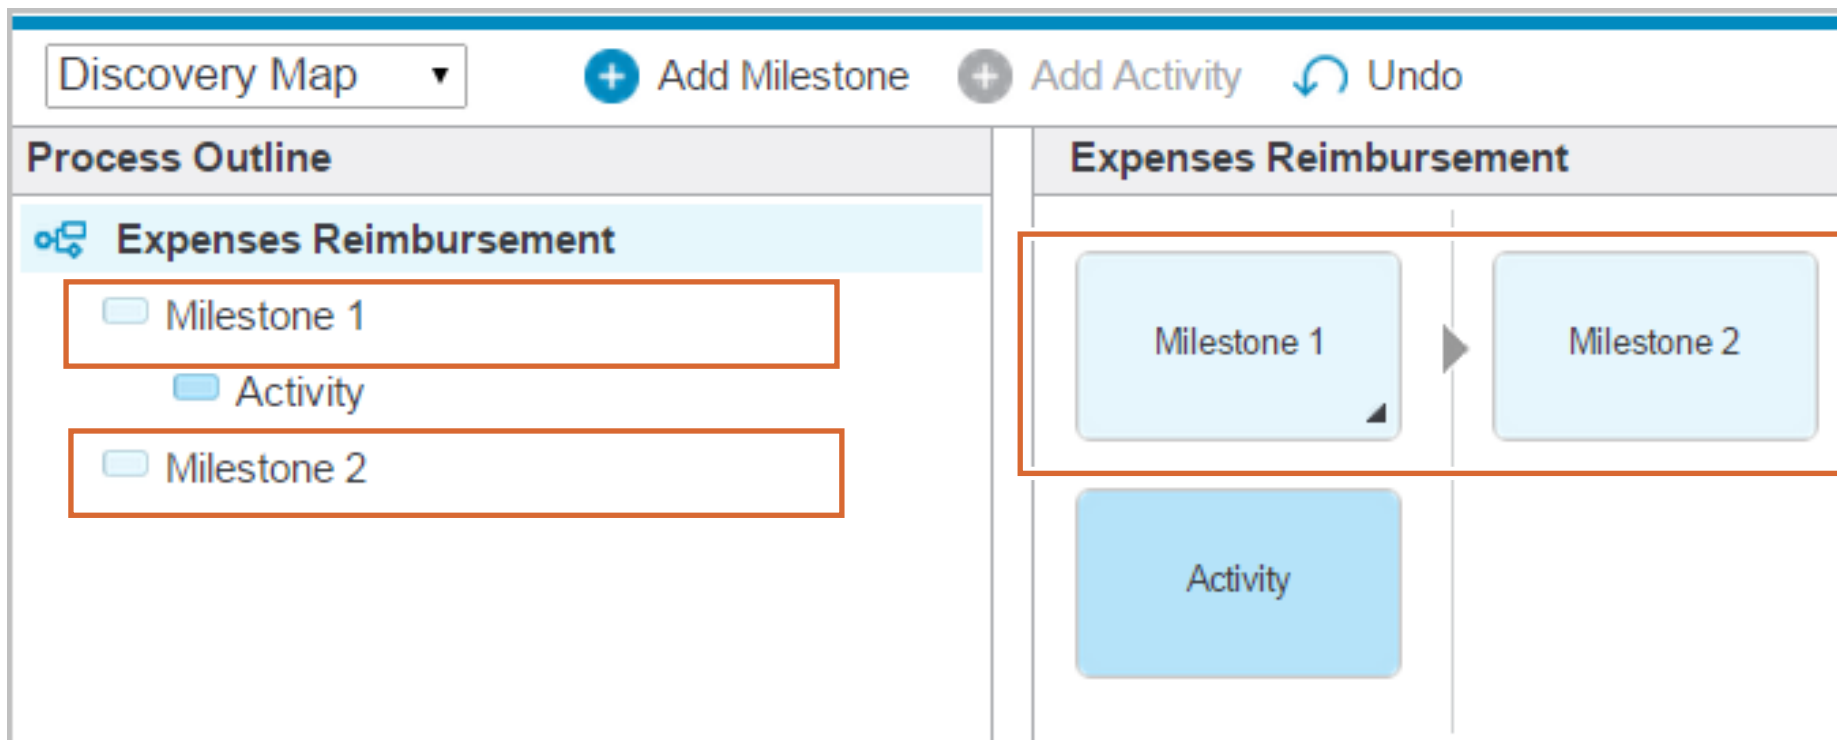 Discovery Map
Add Milestone
Add Activity
Undo
Process Outline
Expenses Reimbursement
Milestone 1
Activity
Milestone 2
Expenses Reimbursement
Milestone 1
Milestone 2
Activity